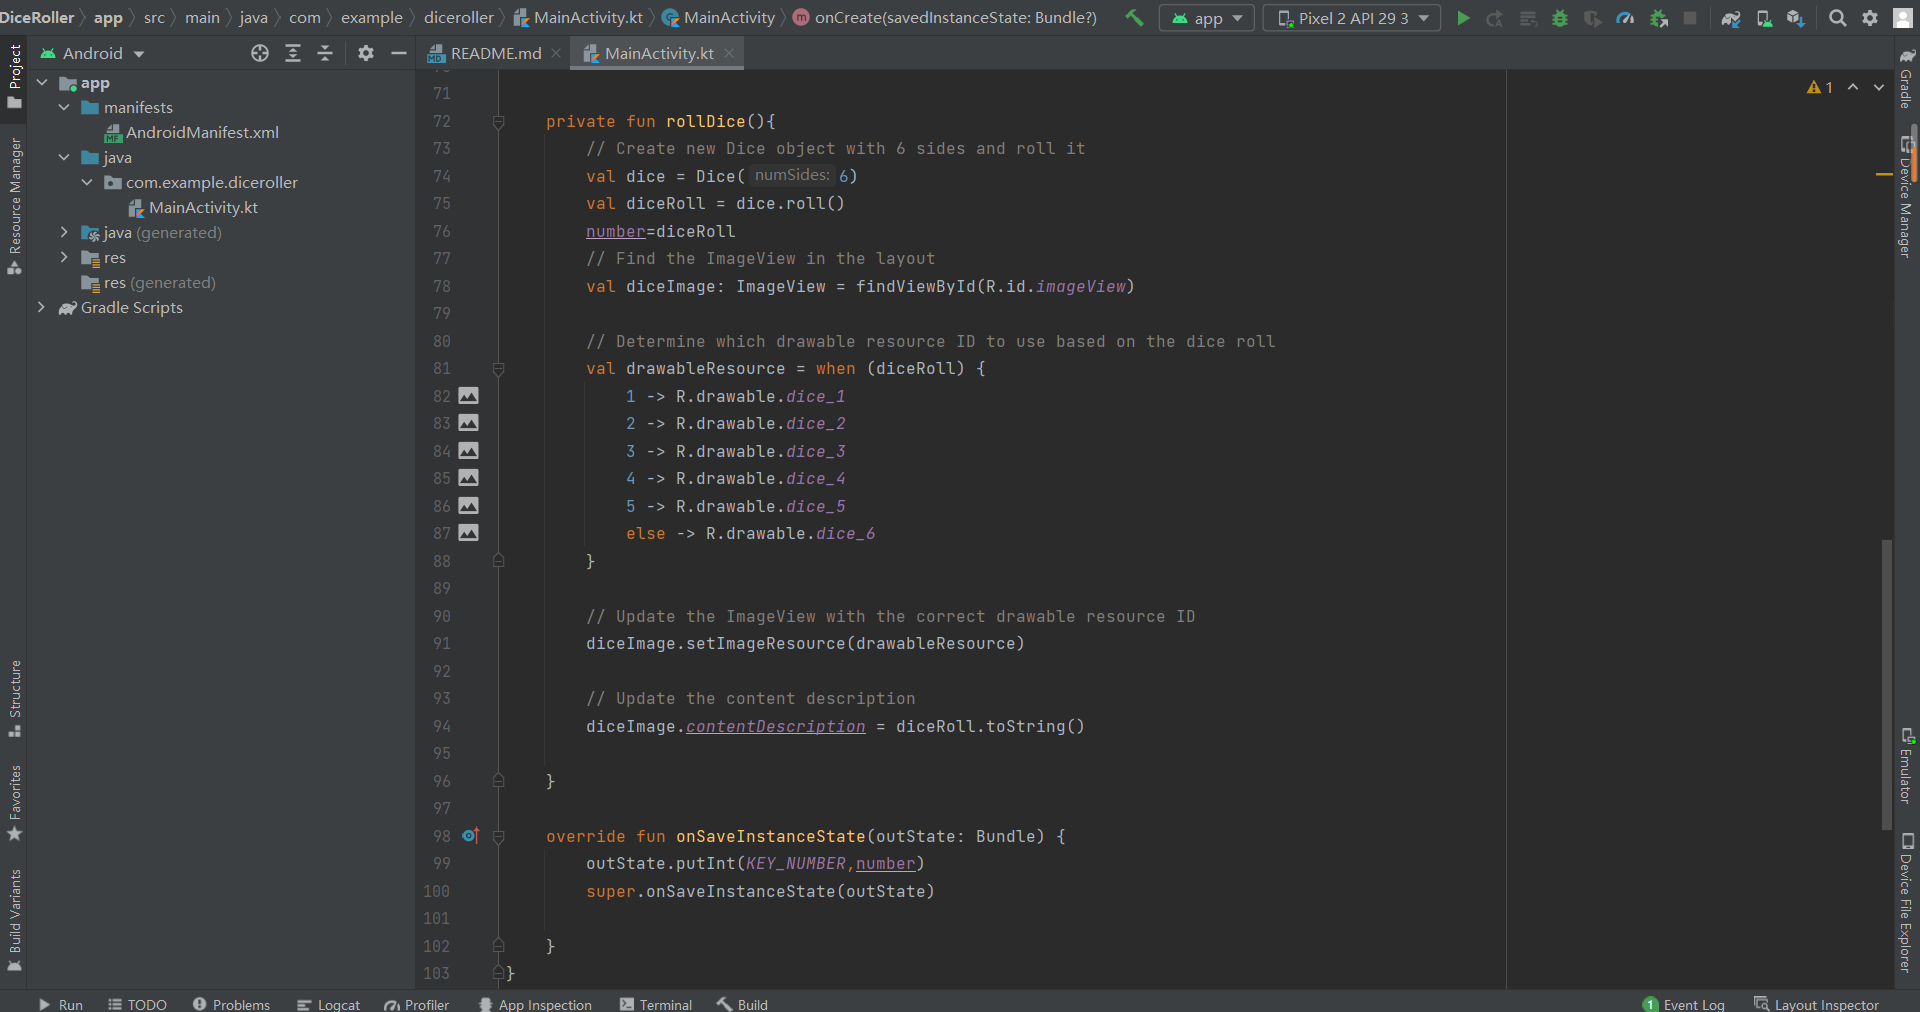 DiceRoller app src main java com example diceroller MainActivity.kt MainActivity onCreate(savedInstanceState: Bundle?) app Pixel 2 API 29 3
Android
README.md MainActivity.kt
app
manifests
AndroidManifest.xml
java
com.example.diceroller
MainActivity.kt
java (generated)
res
res (generated)
Gradle Scripts
Project
Resource Manager
Structure
Favorites
Build Variants
1
71
72 private fun rollDice(){
73 // Create new Dice object with 6 sides and roll it
74 val dice = Dice( numSides: 6)
75 val diceRoll = dice.roll()
76 number=diceRoll
77 // Find the ImageView in the layout
78 val diceImage: ImageView = findViewById(R.id.imageView)
79
80 // Determine which drawable resource ID to use based on the dice roll
81 val drawableResource = when (diceRoll) {
82 1 -> R.drawable.dice_1
83 2 -> R.drawable.dice_2
84 3 -> R.drawable.dice_3
85 4 -> R.drawable.dice_4
86 5 -> R.drawable.dice_5
87 else -> R.drawable.dice_6
88 }
89
90 // Update the ImageView with the correct drawable resource ID
91 diceImage.setImageResource(drawableResource)
92
93 // Update the content description
94 diceImage.contentDescription = diceRoll.toString()
95
96 }
97
98 override fun onSaveInstanceState(outState: Bundle) {
99 outState.putInt(KEY_NUMBER,number)
100 super.onSaveInstanceState(outState)
101
102 }
103 }
Gradle
Device Manager
Emulator
Device File Explorer
Run TODO Problems Logcat Profiler App Inspection Terminal Build 1 Event Log Layout Inspector